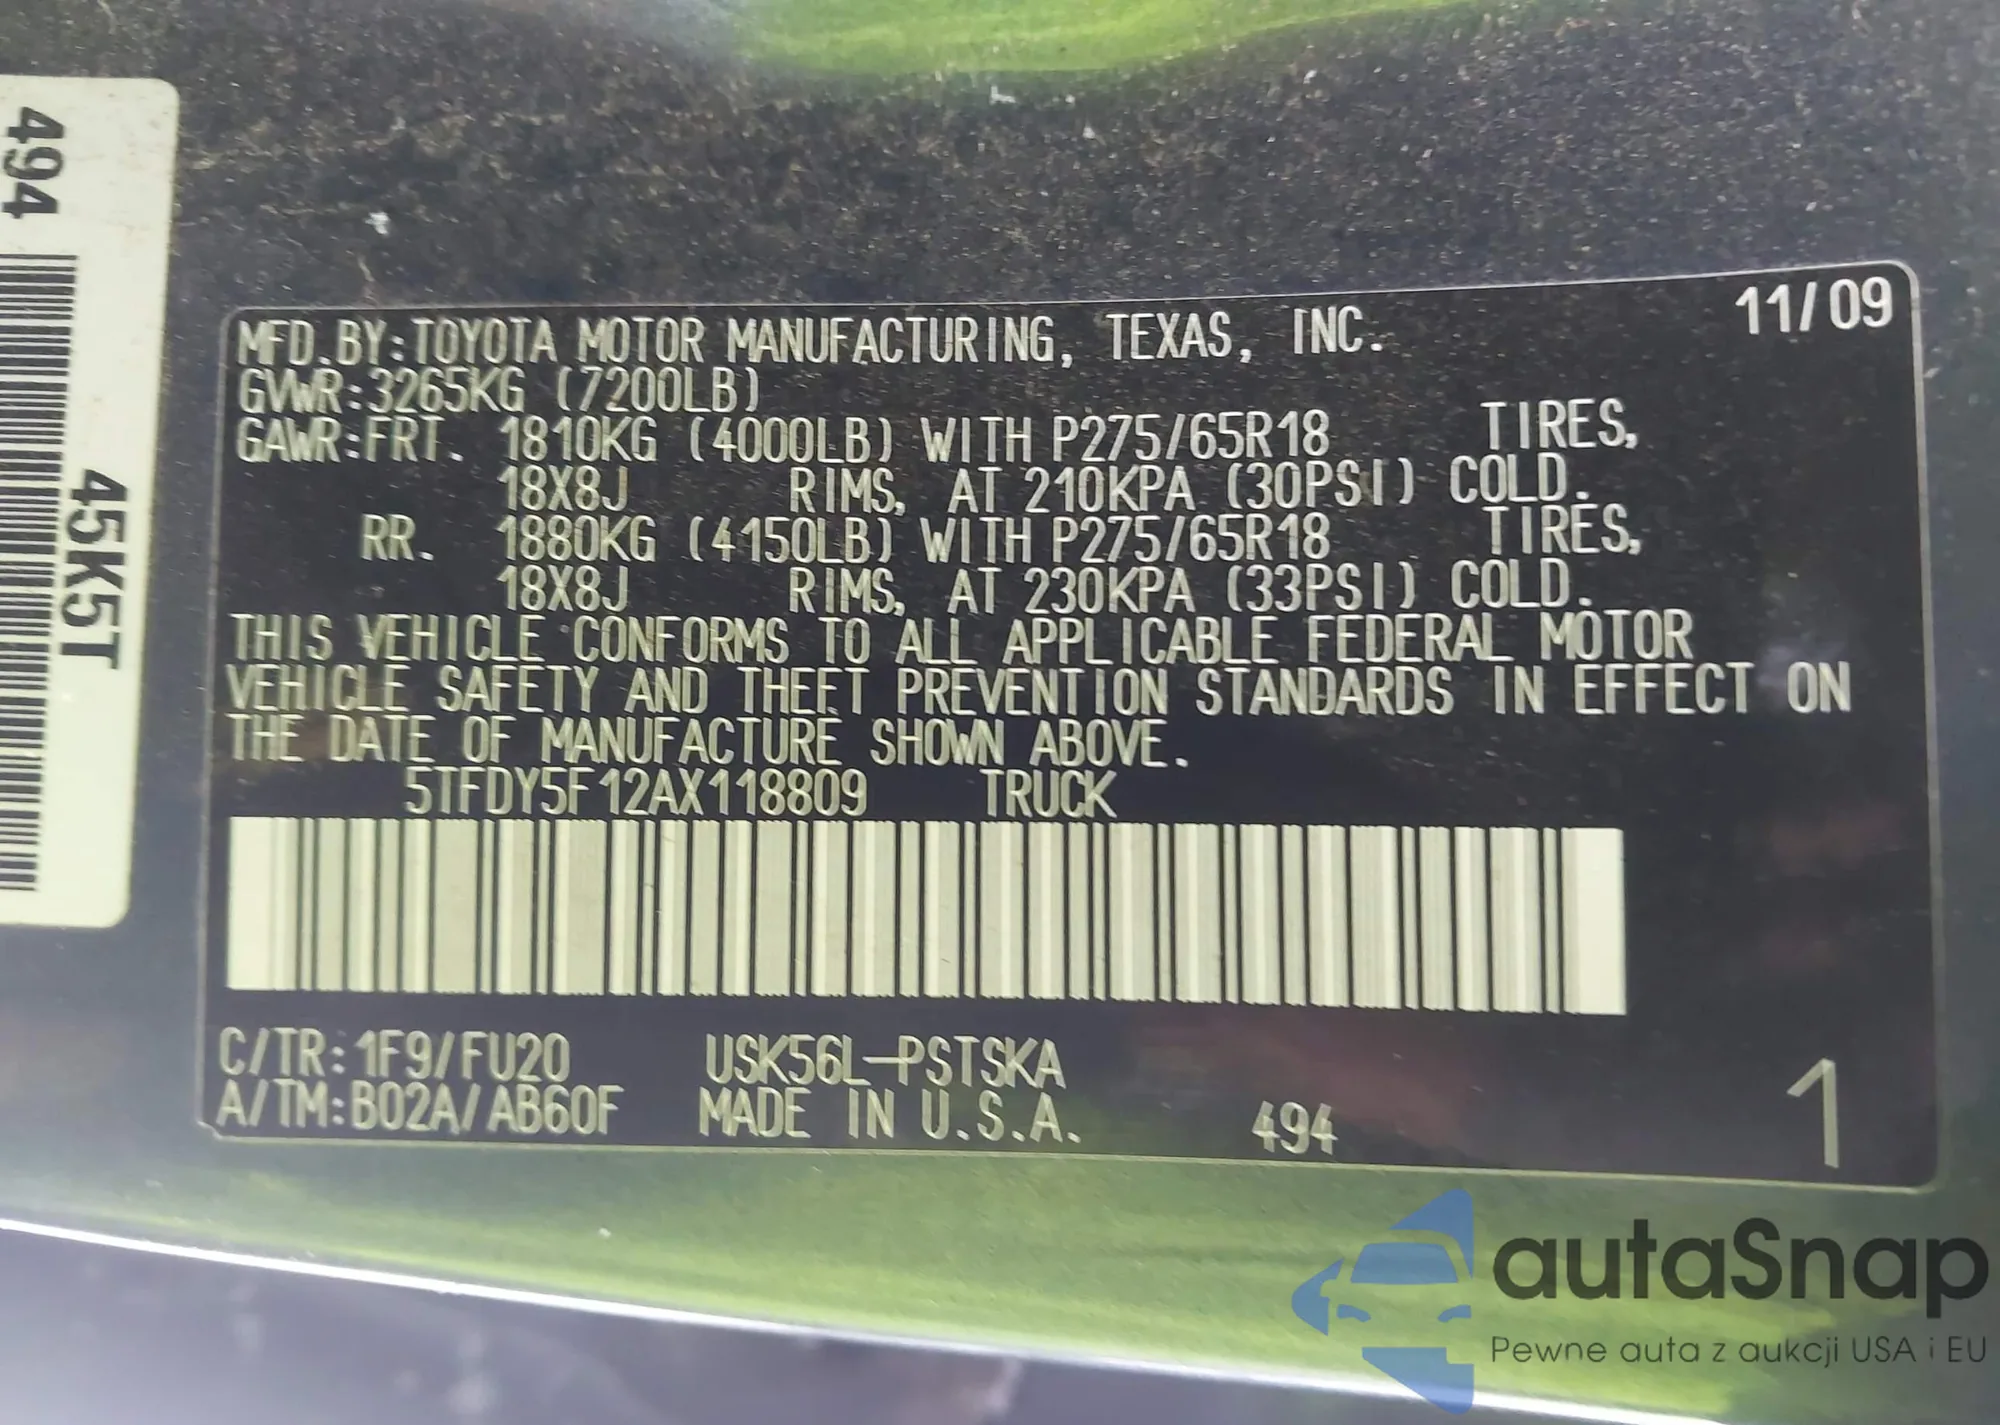 494
45K5T
11/09
MFD.BY:TOYOTA MOTOR MANUFACTURING, TEXAS, INC.
GVWR:3265KG (7200LB)
GAWR:FRT. 1810KG (4000LB) WITH P275/65R18 TIRES,
18X8J RIMS, AT 210KPA (30PSI) COLD.
RR. 1880KG (4150LB) WITH P275/65R18 TIRES,
18X8J RIMS, AT 230KPA (33PSI) COLD.
THIS VEHICLE CONFORMS TO ALL APPLICABLE FEDERAL MOTOR
VEHICLE SAFETY AND THEFT PREVENTION STANDARDS IN EFFECT ON
THE DATE OF MANUFACTURE SHOWN ABOVE.
5TFDY5F12AX118809 TRUCK
C/TR:1F9/FU20 USK56L-PSTSKA
A/TM:B02A/AB60F MADE IN U.S.A. 494
1
autaSnap
Pewne auta z aukcji USA i EU